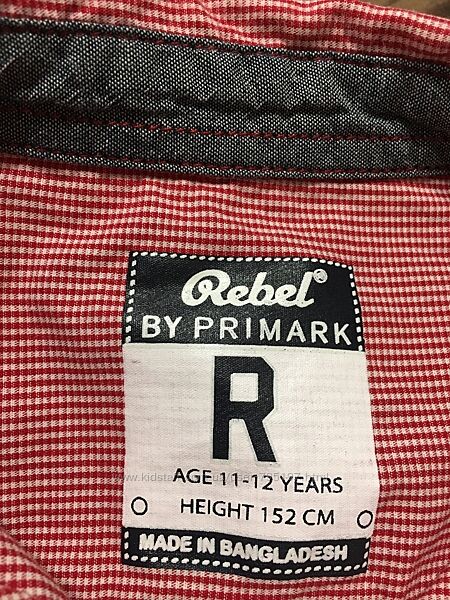 Rebel®
BY PRIMARK
R
AGE 11-12 YEARS
HEIGHT 152 CM
MADE IN BANGLADESH